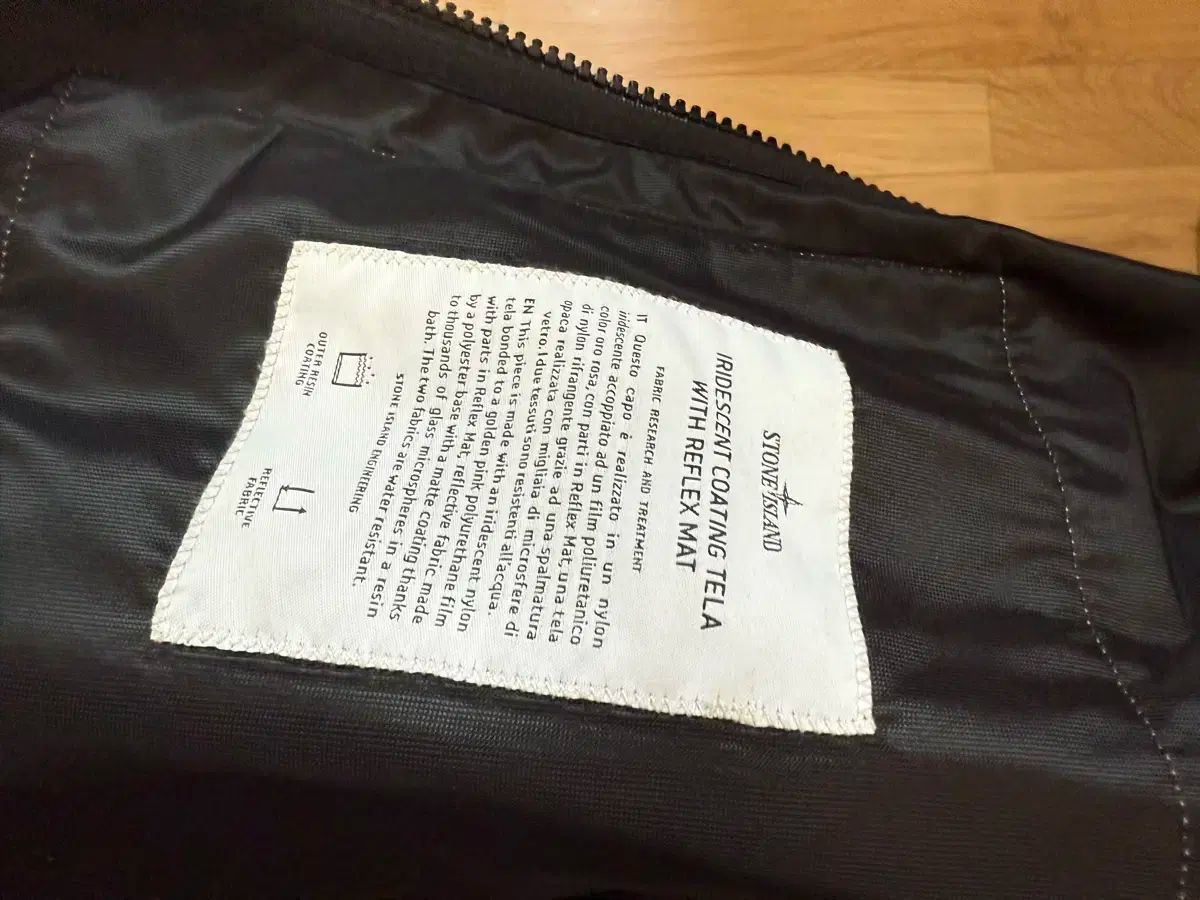 STONE ISLAND
IRIDESCENT COATING TELA
WITH REFLEX MAT
FABRIC RESEARCH AND TREATMENT
IT Questo capo è realizzato in un nylon
iridescente accoppiato ad un film poliuretanico
color oro rosa, con parti in Reflex Mat, una tela
di nylon rifrangente grazie ad una spalmatura
opaca realizzata con migliaia di microsfere di
vetro. I due tessuti sono resistenti all'acqua.
EN This piece is made with an iridescent nylon
tela bonded to a golden pink polyurethane film
with parts in Reflex Mat, reflective fabric made
by a polyester base with a matte coating thanks
to thousands of glass microspheres in a resin
bath. The two fabrics are water resistant.
STONE ISLAND ENGINEERING
OUTER RESIN
COATING
REFLECTIVE
FABRIC